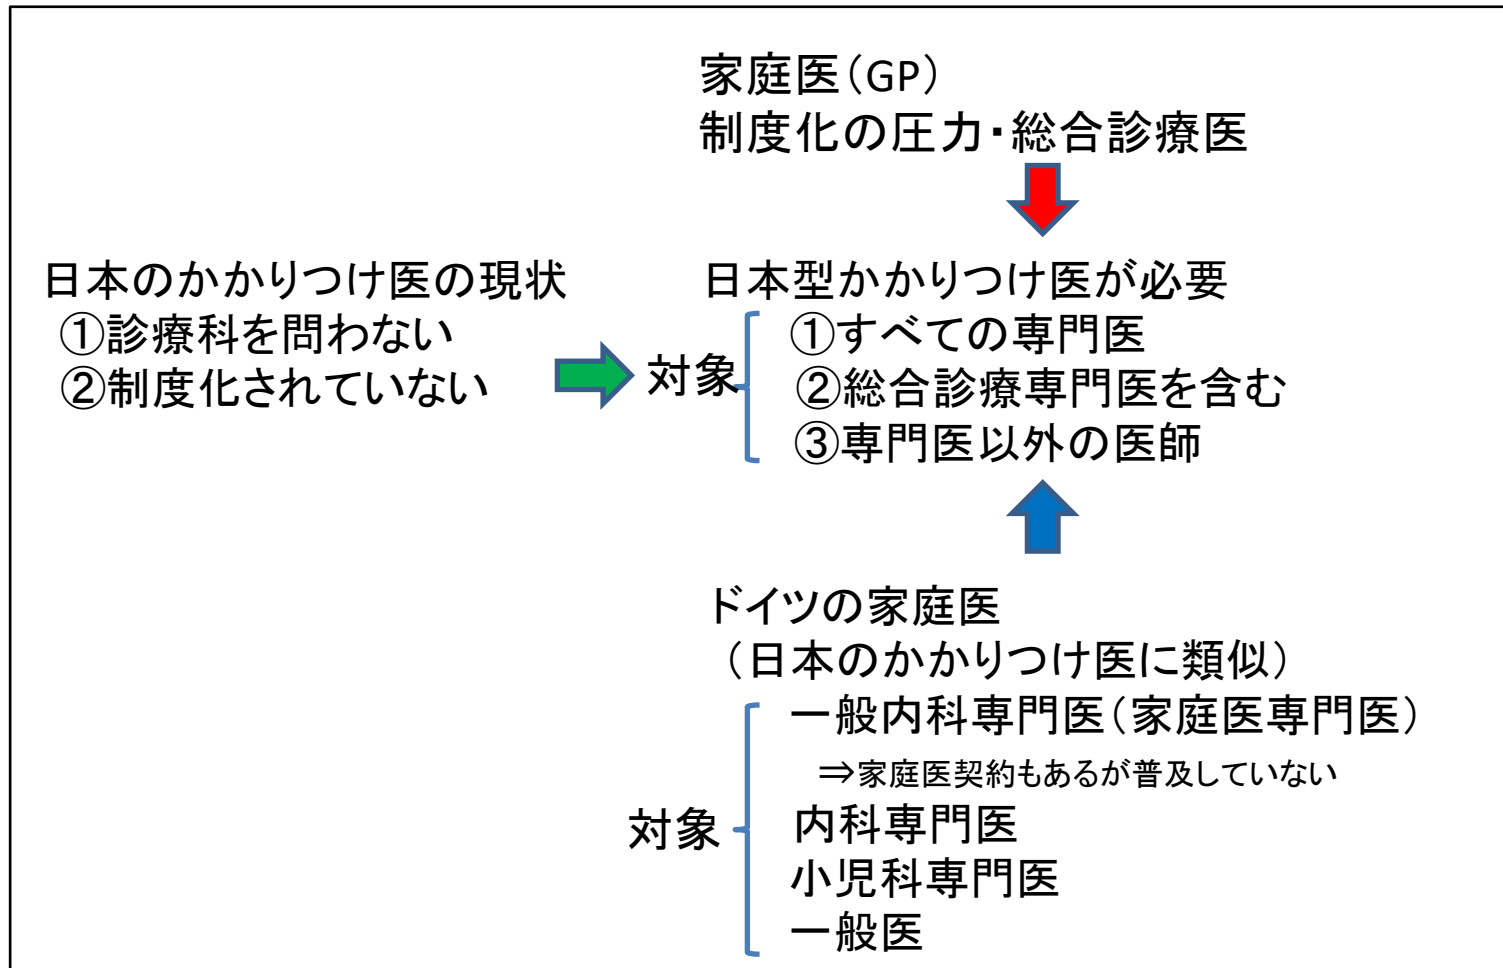 家庭医(GP)
制度化の圧力・総合診療医
日本のかかりつけ医の現状
①診療科を問わない
②制度化されていない
日本型かかりつけ医が必要
対象
①すべての専門医
②総合診療専門医を含む
③専門医以外の医師
ドイツの家庭医
(日本のかかりつけ医に類似)
対象
一般内科専門医(家庭医専門医)
⇒家庭医契約もあるが普及していない
内科専門医
小児科専門医
一般医